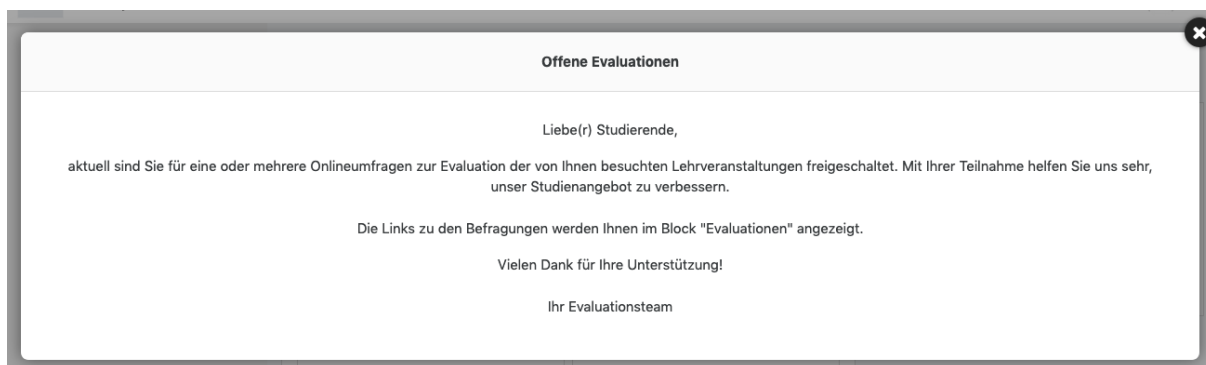 Offene Evaluationen
Liebe(r) Studierende,
aktuell sind Sie für eine oder mehrere Onlineumfragen zur Evaluation der von Ihnen besuchten Lehrveranstaltungen freigeschaltet. Mit Ihrer Teilnahme helfen Sie uns sehr,
unser Studienangebot zu verbessern.
Die Links zu den Befragungen werden Ihnen im Block "Evaluationen" angezeigt.
Vielen Dank für Ihre Unterstützung!
Ihr Evaluationsteam